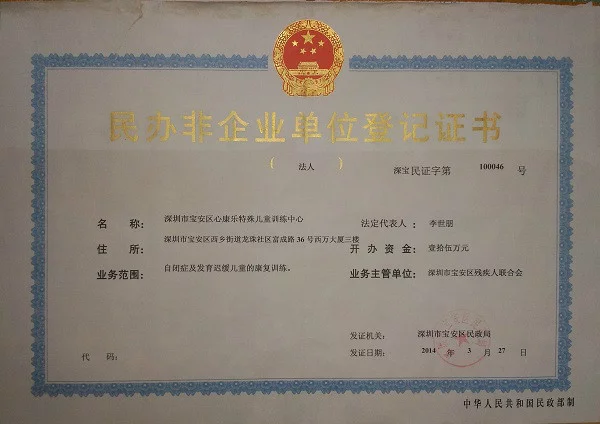 民办非企业单位登记证书
(法人)
深宝民证字第 100046 号
名称：深圳市宝安区心康乐特殊儿童训练中心
法定代表人：李世朋
住所：深圳市宝安区西乡街道龙珠社区富成路36号西万大厦三楼
开办资金：壹拾伍万元
业务范围：自闭症及发育迟缓儿童的康复训练。
业务主管单位：深圳市宝安区残疾人联合会
发证机关：深圳市宝安区民政局
发证日期：2014 年 3 月 27 日
代码：
中华人民共和国民政部制